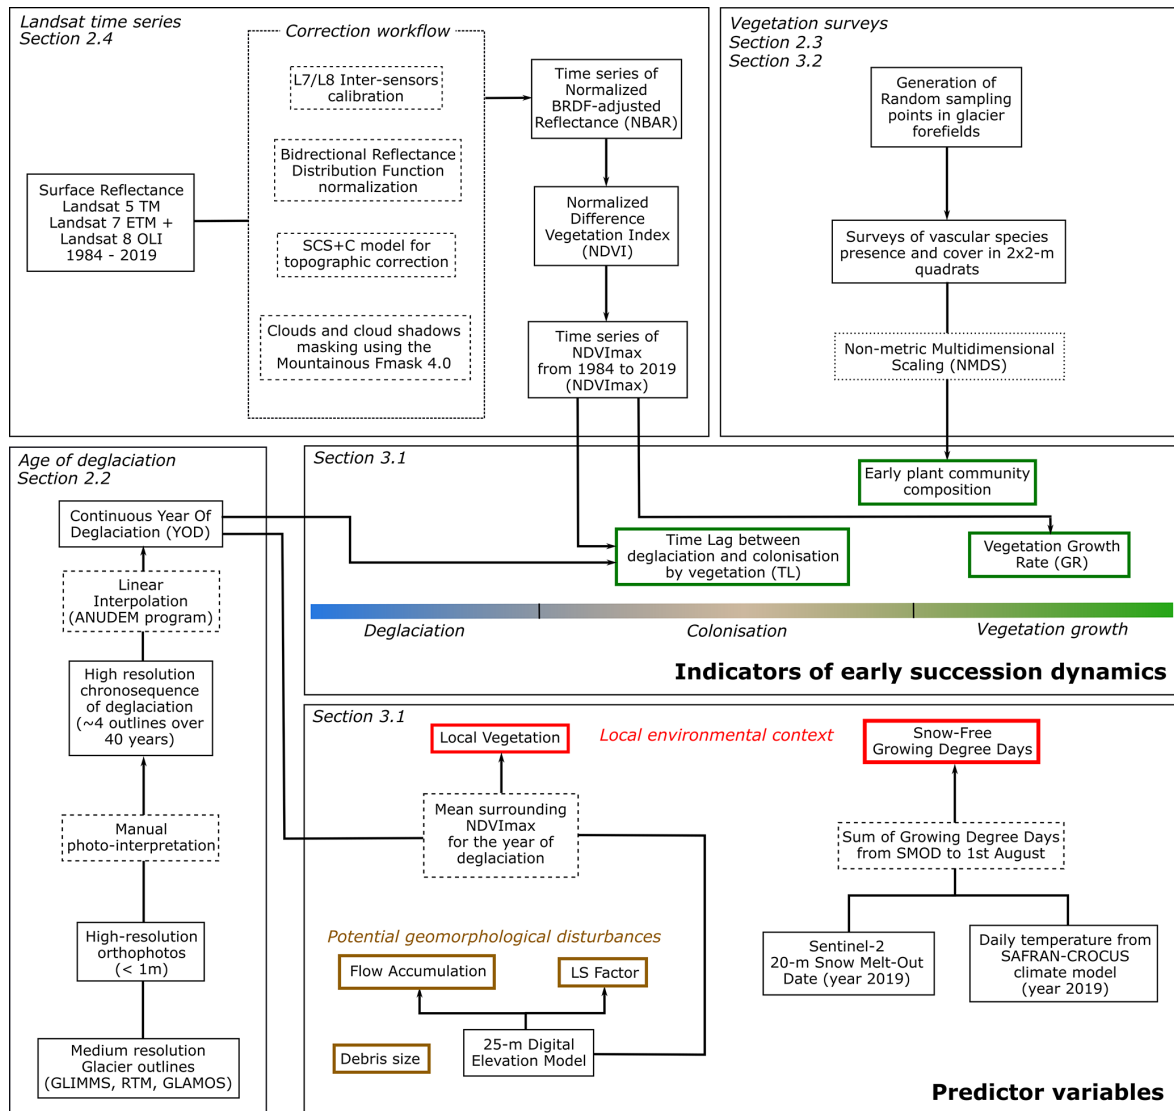 Landsat time series
Section 2.4
Correction workflow
L7/L8 Inter-sensors
calibration
Bidrectional Reflectance
Distribution Function
normalization
SCS+C model for
topographic correction
Clouds and cloud shadows
masking using the
Mountainous Fmask 4.0
Surface Reflectance
Landsat 5 TM
Landsat 7 ETM +
Landsat 8 OLI
1984 - 2019
Time series of
Normalized
BRDF-adjusted
Reflectance (NBAR)
Normalized
Difference
Vegetation Index
(NDVI)
Time series of
NDVImax
from 1984 to 2019
(NDVImax)
Vegetation surveys
Section 2.3
Section 3.2
Generation of
Random sampling
points in glacier
forefields
Surveys of vascular species
presence and cover in 2x2-m
quadrats
Non-metric Multidimensional
Scaling (NMDS)
Age of deglaciation
Section 2.2
Continuous Year Of
Deglaciation (YOD)
Linear
Interpolation
(ANUDEM program)
High resolution
chronosequence
of deglaciation
(~4 outlines over
40 years)
Manual
photo-interpretation
High-resolution
orthophotos
(< 1m)
Medium resolution
Glacier outlines
(GLIMMS, RTM, GLAMOS)
Section 3.1
Early plant community
composition
Time Lag between
deglaciation and colonisation
by vegetation (TL)
Vegetation Growth
Rate (GR)
Deglaciation
Colonisation
Vegetation growth
Indicators of early succession dynamics
Section 3.1
Local Vegetation
Local environmental context
Snow-Free
Growing Degree Days
Mean surrounding
NDVImax
for the year of
deglaciation
Sum of Growing Degree Days
from SMOD to 1st August
Potential geomorphological disturbances
Flow Accumulation
LS Factor
Debris size
25-m Digital
Elevation Model
Sentinel-2
20-m Snow Melt-Out
Date (year 2019)
Daily temperature from
SAFRAN-CROCUS
climate model
(year 2019)
Predictor variables